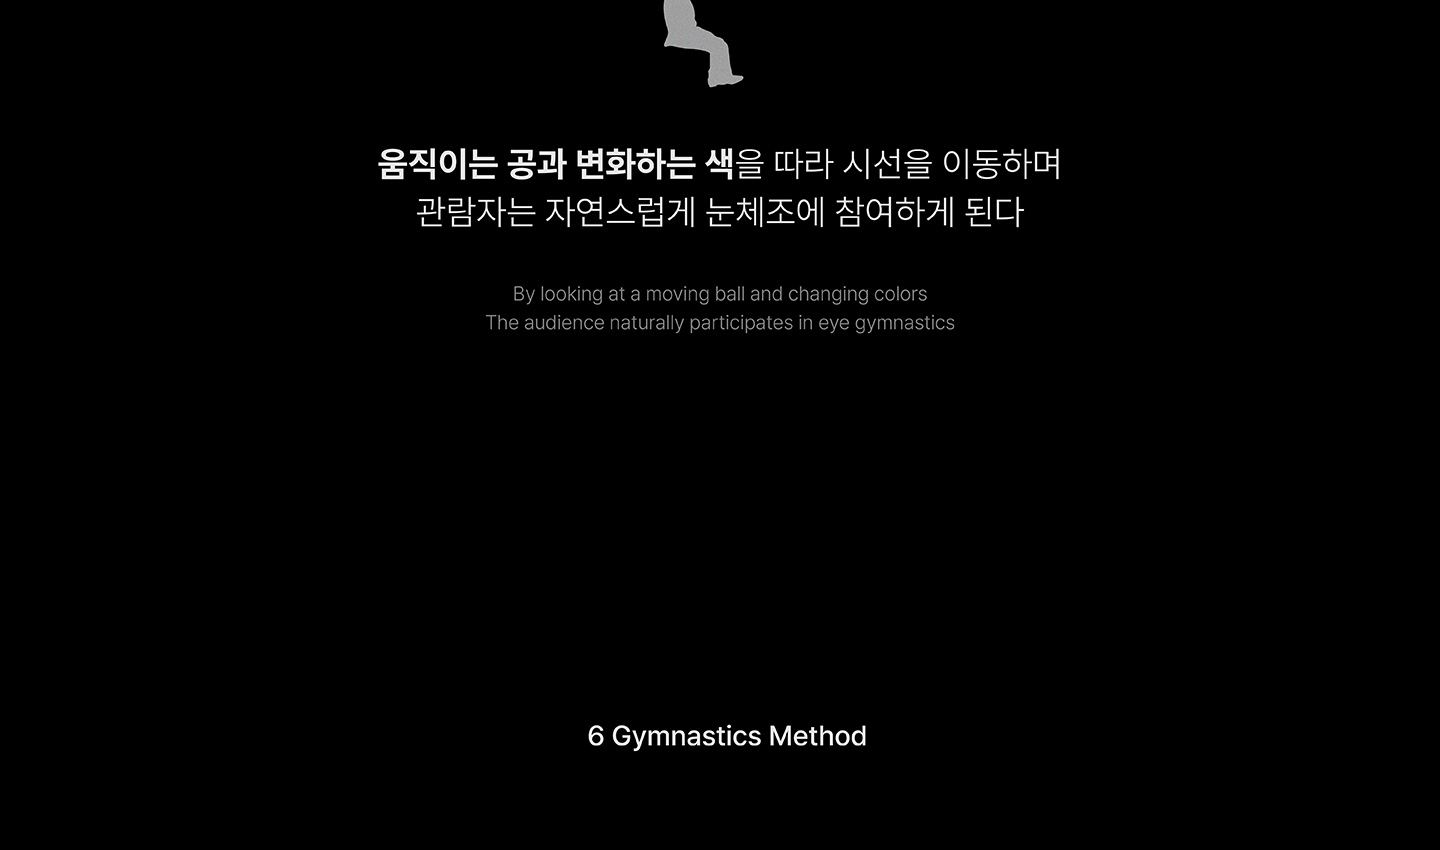 움직이는 공과 변화하는 색을 따라 시선을 이동하며
관람자는 자연스럽게 눈체조에 참여하게 된다
By looking at a moving ball and changing colors
The audience naturally participates in eye gymnastics
6 Gymnastics Method